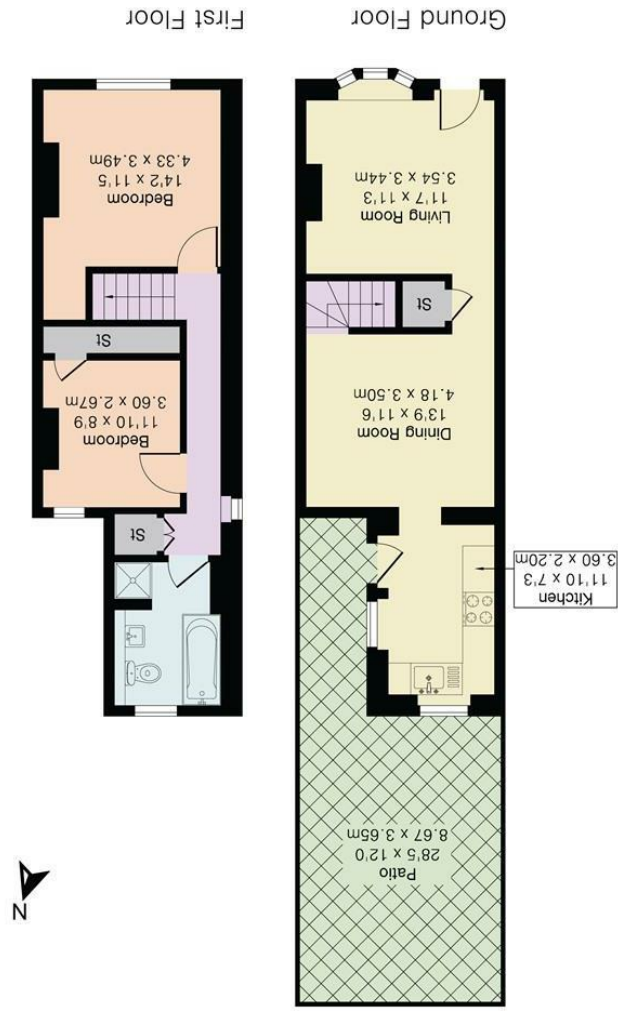 N
Patio
28'5 x 12'0
8.67 x 3.65m
Kitchen
11'10 x 7'3
3.60 x 2.20m
Dining Room
13'9 x 11'6
4.18 x 3.50m
St
Living Room
11'7 x 11'3
3.54 x 3.44m
Ground Floor
St
Bedroom
11'10 x 8'9
3.60 x 2.67m
St
Bedroom
14'2 x 11'5
4.33 x 3.49m
First Floor